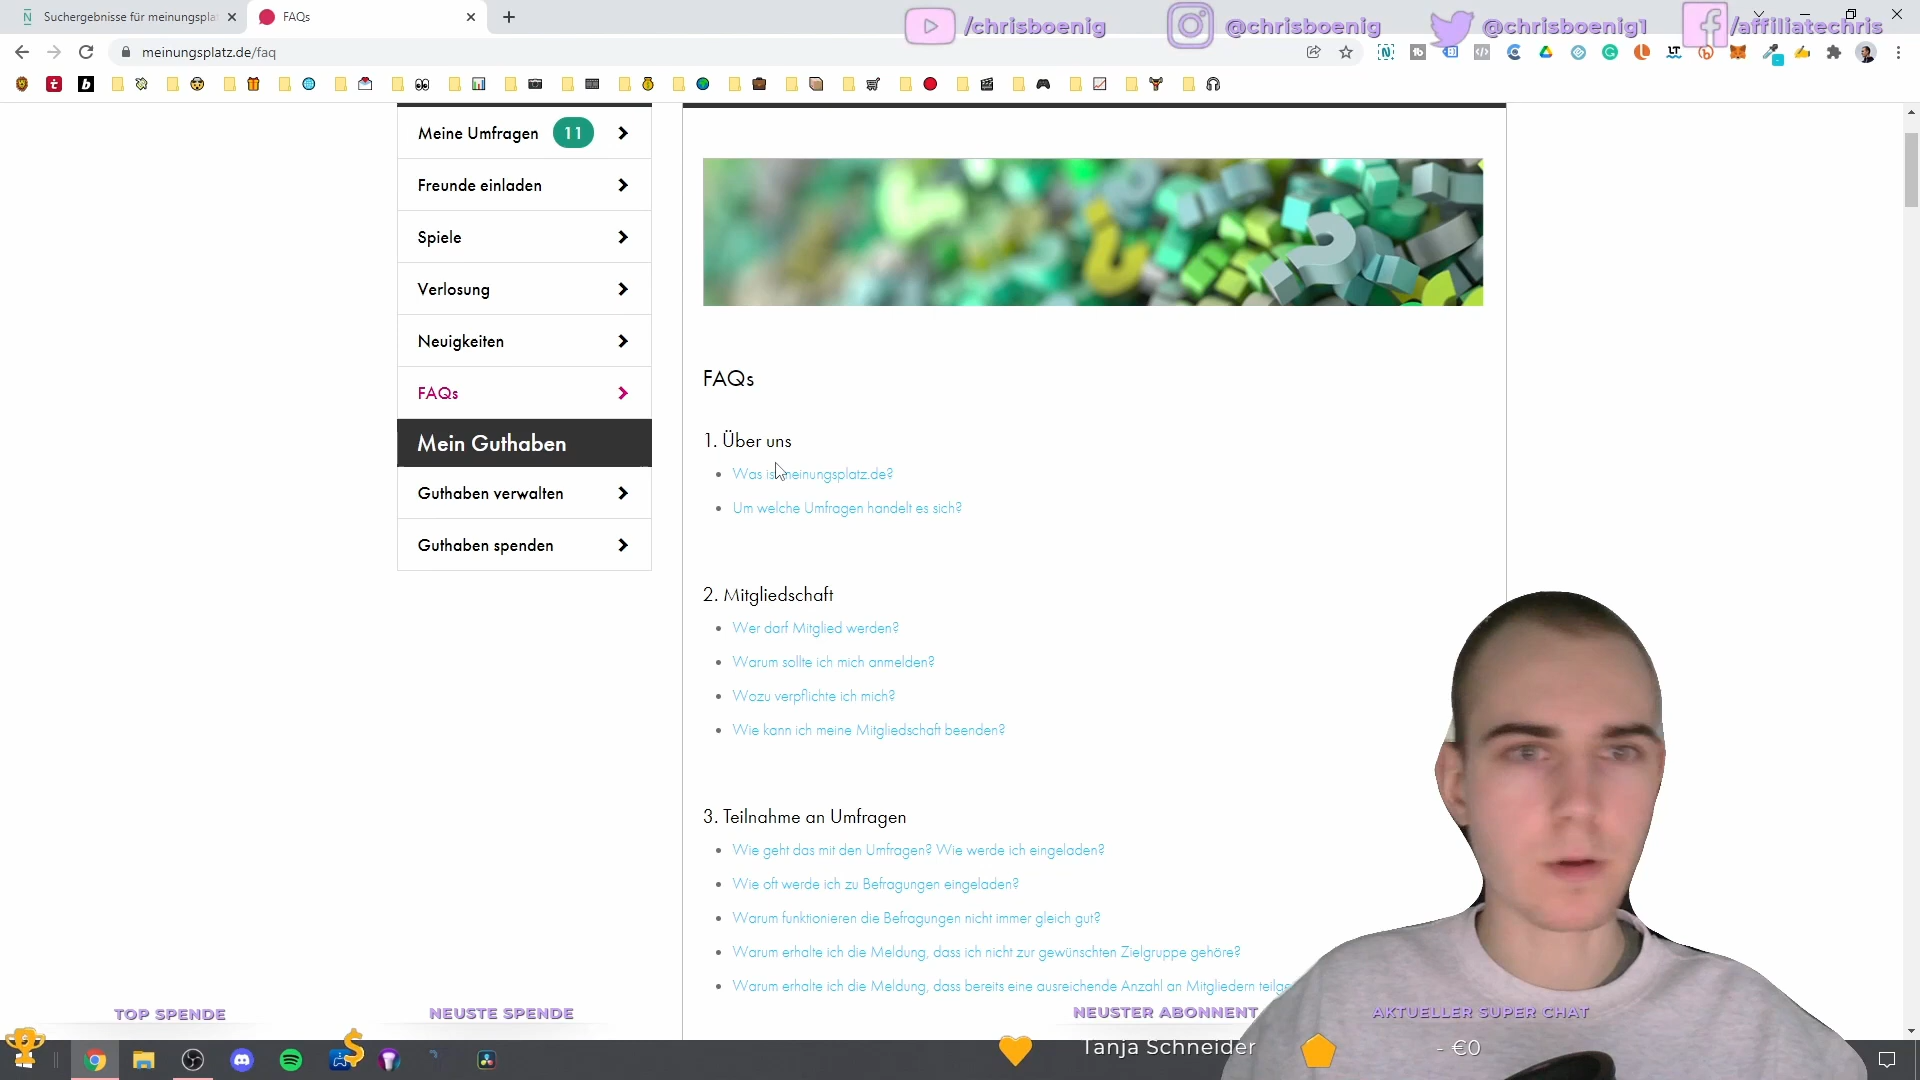 Suchergebnisse für meinungspla
FAQs
/chrisboenig
@chrisboenig
@chrisboenig1
/affiliatechris
meinungsplatz.de/faq
Meine Umfragen 11
Freunde einladen
Spiele
Verlosung
Neuigkeiten
FAQs
Mein Guthaben
Guthaben verwalten
Guthaben spenden
FAQs
1. Über uns
Was ist meinungsplatz.de?
Um welche Umfragen handelt es sich?
2. Mitgliedschaft
Wer darf Mitglied werden?
Warum sollte ich mich anmelden?
Wozu verpflichte ich mich?
Wie kann ich meine Mitgliedschaft beenden?
3. Teilnahme an Umfragen
Wie geht das mit den Umfragen? Wie werde ich eingeladen?
Wie oft werde ich zu Befragungen eingeladen?
Warum funktionieren die Befragungen nicht immer gleich gut?
Warum erhalte ich die Meldung, dass ich nicht zur gewünschten Zielgruppe gehöre?
Warum erhalte ich die Meldung, dass bereits eine ausreichende Anzahl an Mitgliedern teilge
TOP SPENDE
NEUSTE SPENDE
NEUSTER ABONNENT
AKTUELLER SUPER CHAT
Tanja Schneider
- €0